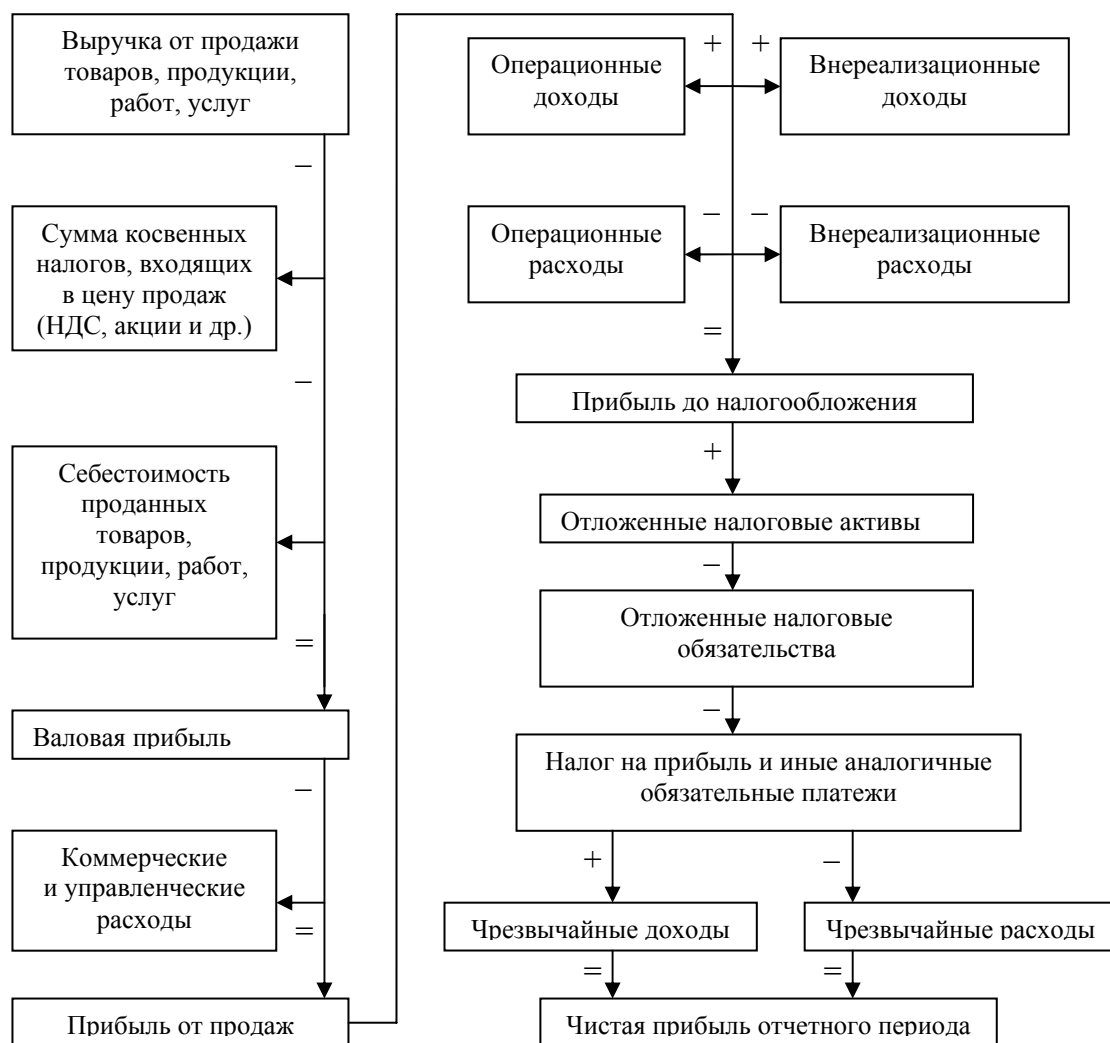 Выручка от продажи
товаров, продукции,
работ, услуг
–
Сумма косвенных
налогов, входящих
в цену продаж
(НДС, акции и др.)
–
Себестоимость
проданных
товаров,
продукции, работ,
услуг
=
Валовая прибыль
–
Коммерческие
и управленческие
расходы
=
Прибыль от продаж
Операционные
доходы
+ +
Внереализационные
доходы
Операционные
расходы
– –
Внереализационные
расходы
=
Прибыль до налогообложения
+
Отложенные налоговые активы
–
Отложенные налоговые
обязательства
–
Налог на прибыль и иные аналогичные
обязательные платежи
+ –
Чрезвычайные доходы
Чрезвычайные расходы
= =
Чистая прибыль отчетного периода